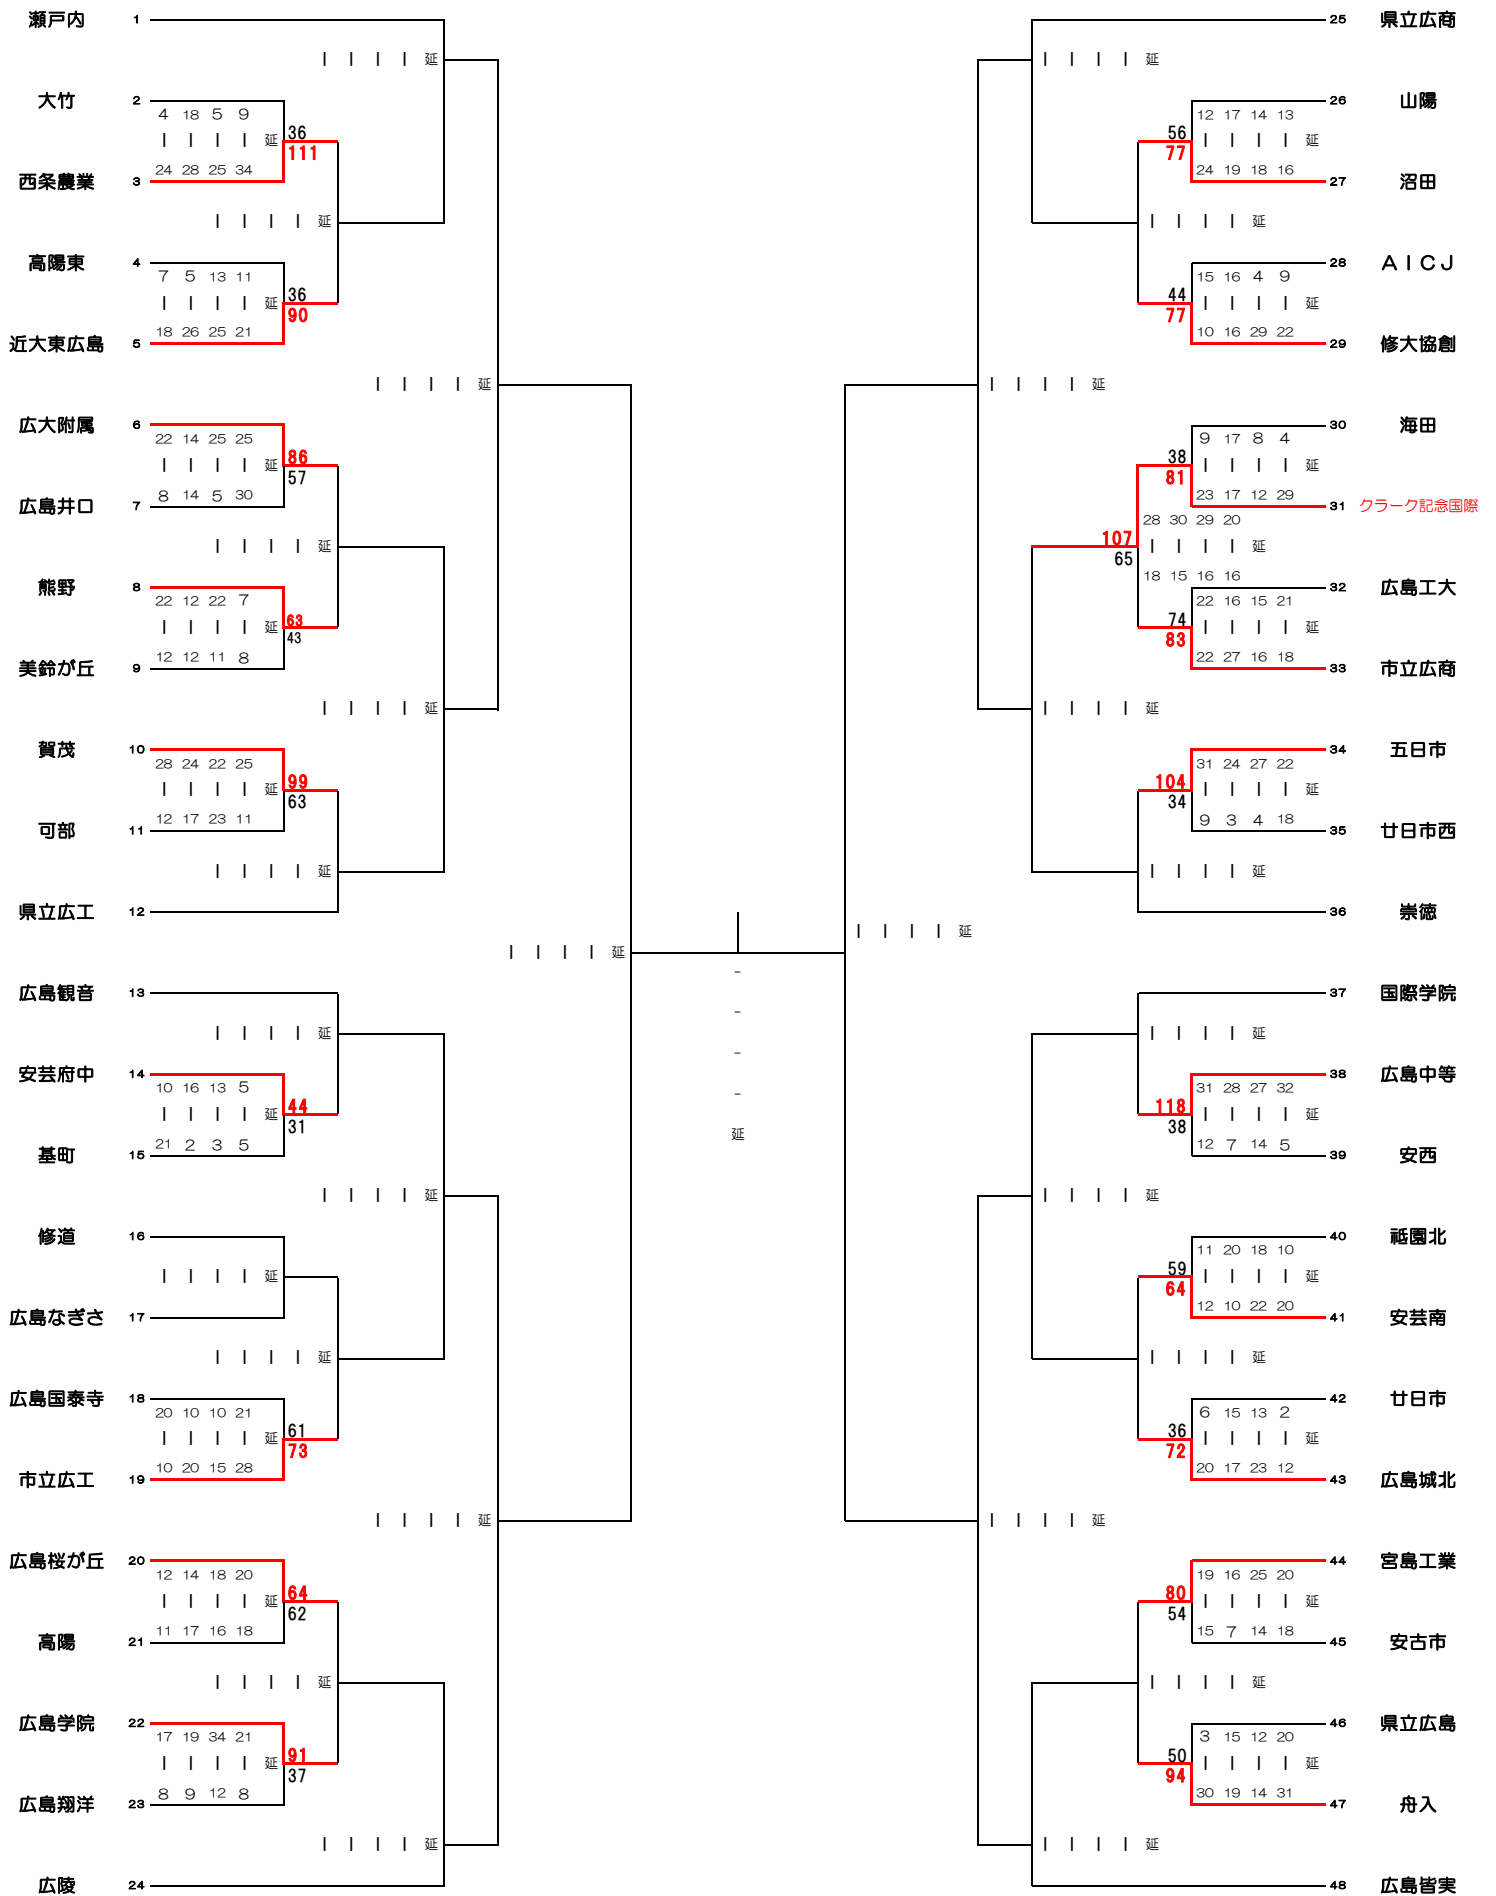 瀬戸内 1
| | | | 延
大竹 2
4 18 5 9
| | | | 延
36
111
24 28 25 34
西条農業 3
| | | | 延
高陽東 4
7 5 13 11
| | | | 延
36
90
18 26 25 21
近大東広島 5
| | | | 延
広大附属 6
22 14 25 25
| | | | 延
86
57
8 14 5 30
広島井口 7
| | | | 延
熊野 8
22 12 22 7
| | | | 延
63
43
12 12 11 8
美鈴が丘 9
| | | | 延
賀茂 10
28 24 22 25
| | | | 延
99
63
12 17 23 11
可部 11
| | | | 延
県立広工 12
| | | | 延
広島観音 13
| | | | 延
安芸府中 14
10 16 13 5
| | | | 延
44
31
21 2 3 5
基町 15
| | | | 延
修道 16
| | | | 延
広島なぎさ 17
| | | | 延
広島国泰寺 18
20 10 10 21
| | | | 延
61
73
10 20 15 28
市立広工 19
| | | | 延
広島桜が丘 20
12 14 18 20
| | | | 延
64
62
11 17 16 18
高陽 21
| | | | 延
広島学院 22
17 19 34 21
| | | | 延
91
37
8 9 12 8
広島翔洋 23
| | | | 延
広陵 24
-
-
-
-
延
25 県立広商
| | | | 延
26 山陽
12 17 14 13
56
77
| | | | 延
24 19 18 16
27 沼田
| | | | 延
28 ＡＩＣＪ
15 16 4 9
44
77
| | | | 延
10 16 29 22
29 修大協創
| | | | 延
30 海田
9 17 8 4
38
81
| | | | 延
23 17 12 29
31 クラーク記念国際
28 30 29 20
107
65
| | | | 延
18 15 16 16
32 広島工大
22 16 15 21
74
83
| | | | 延
22 27 16 18
33 市立広商
| | | | 延
34 五日市
31 24 27 22
104
34
| | | | 延
9 3 4 18
35 廿日市西
| | | | 延
36 崇徳
| | | | 延
37 国際学院
| | | | 延
38 広島中等
31 28 27 32
118
38
| | | | 延
12 7 14 5
39 安西
| | | | 延
40 祗園北
11 20 18 10
59
64
| | | | 延
12 10 22 20
41 安芸南
| | | | 延
42 廿日市
6 15 13 2
36
72
| | | | 延
20 17 23 12
43 広島城北
| | | | 延
44 宮島工業
19 16 25 20
80
54
| | | | 延
15 7 14 18
45 安古市
| | | | 延
46 県立広島
3 15 12 20
50
94
| | | | 延
30 19 14 31
47 舟入
| | | | 延
48 広島皆実